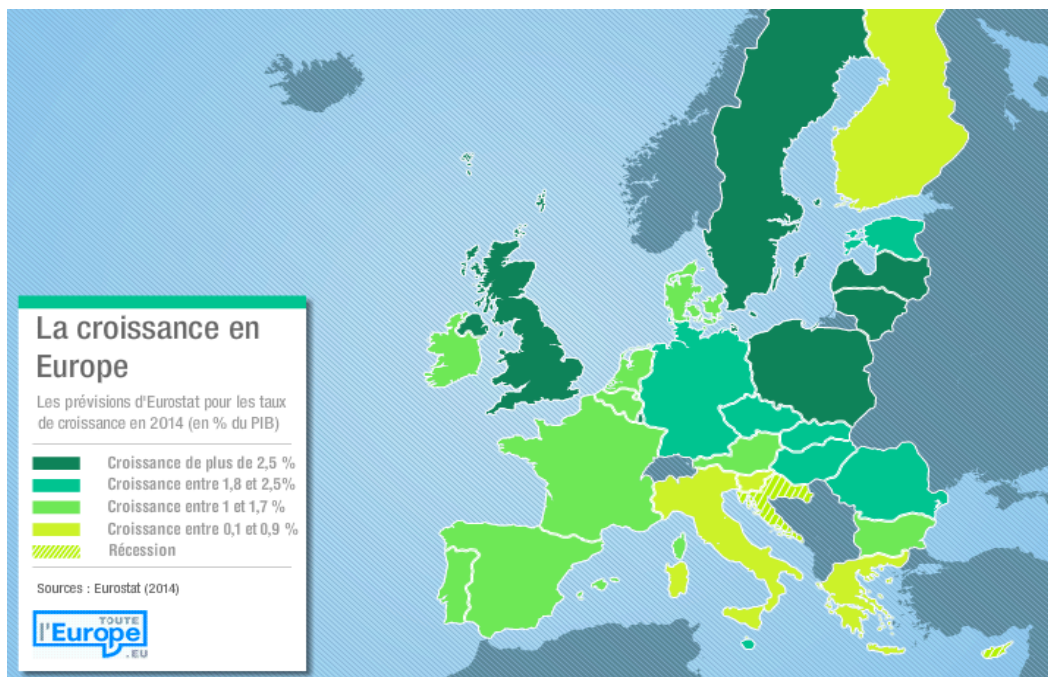 La croissance en
Europe
Les prévisions d'Eurostat pour les taux
de croissance en 2014 (en % du PIB)
Croissance de plus de 2,5 %
Croissance entre 1,8 et 2,5%
Croissance entre 1 et 1,7 %
Croissance entre 0,1 et 0,9 %
Récession
Sources : Eurostat (2014)
TOUTE
l'Europe
.EU